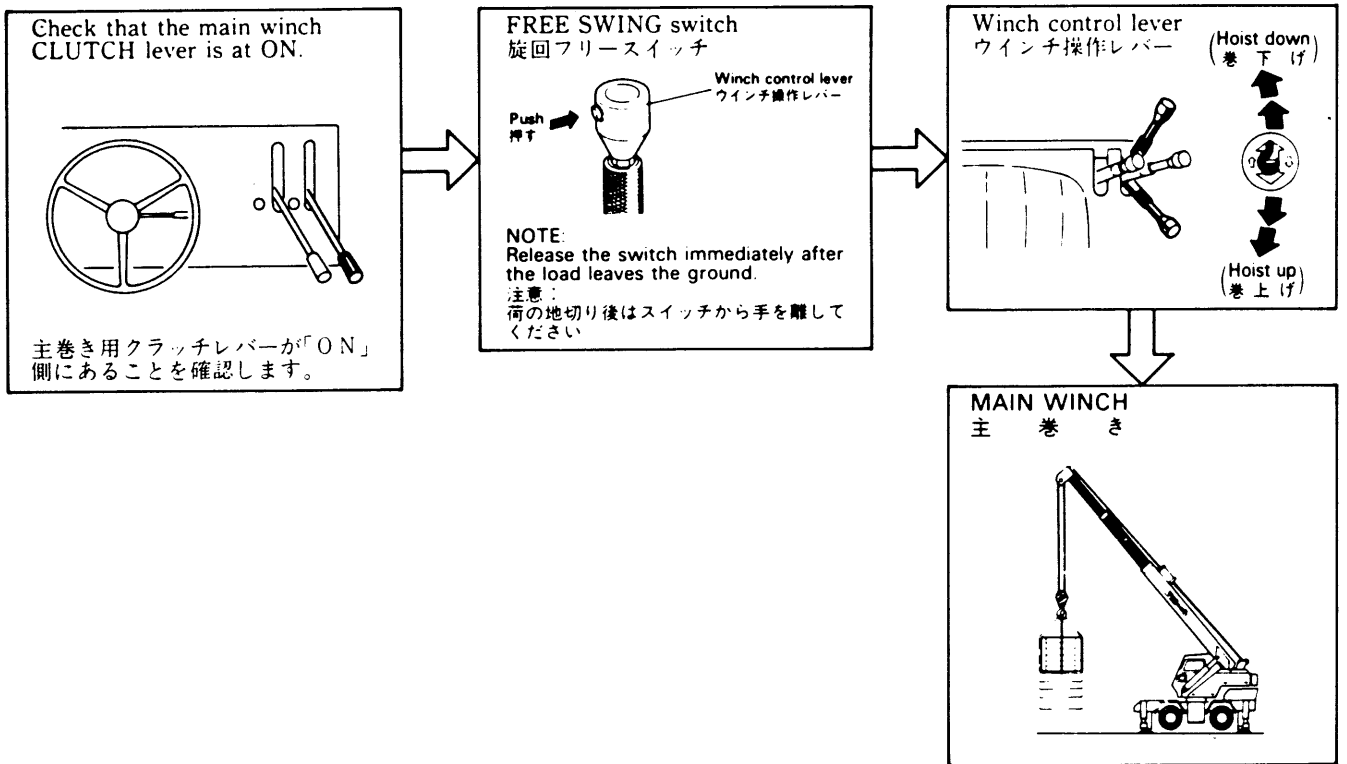 Check that the main winch
CLUTCH lever is at ON.
主巻き用クラッチレバーが「ON」
側にあることを確認します。
FREE SWING switch
旋回フリースイッチ
Winch control lever
ウインチ操作レバー
Push
押す
NOTE:
Release the switch immediately after
the load leaves the ground.
注意:
荷の地切り後はスイッチから手を離して
ください
Winch control lever
ウインチ操作レバー
(Hoist down)
(巻下げ)
(Hoist up)
(巻上げ)
MAIN WINCH
主巻き